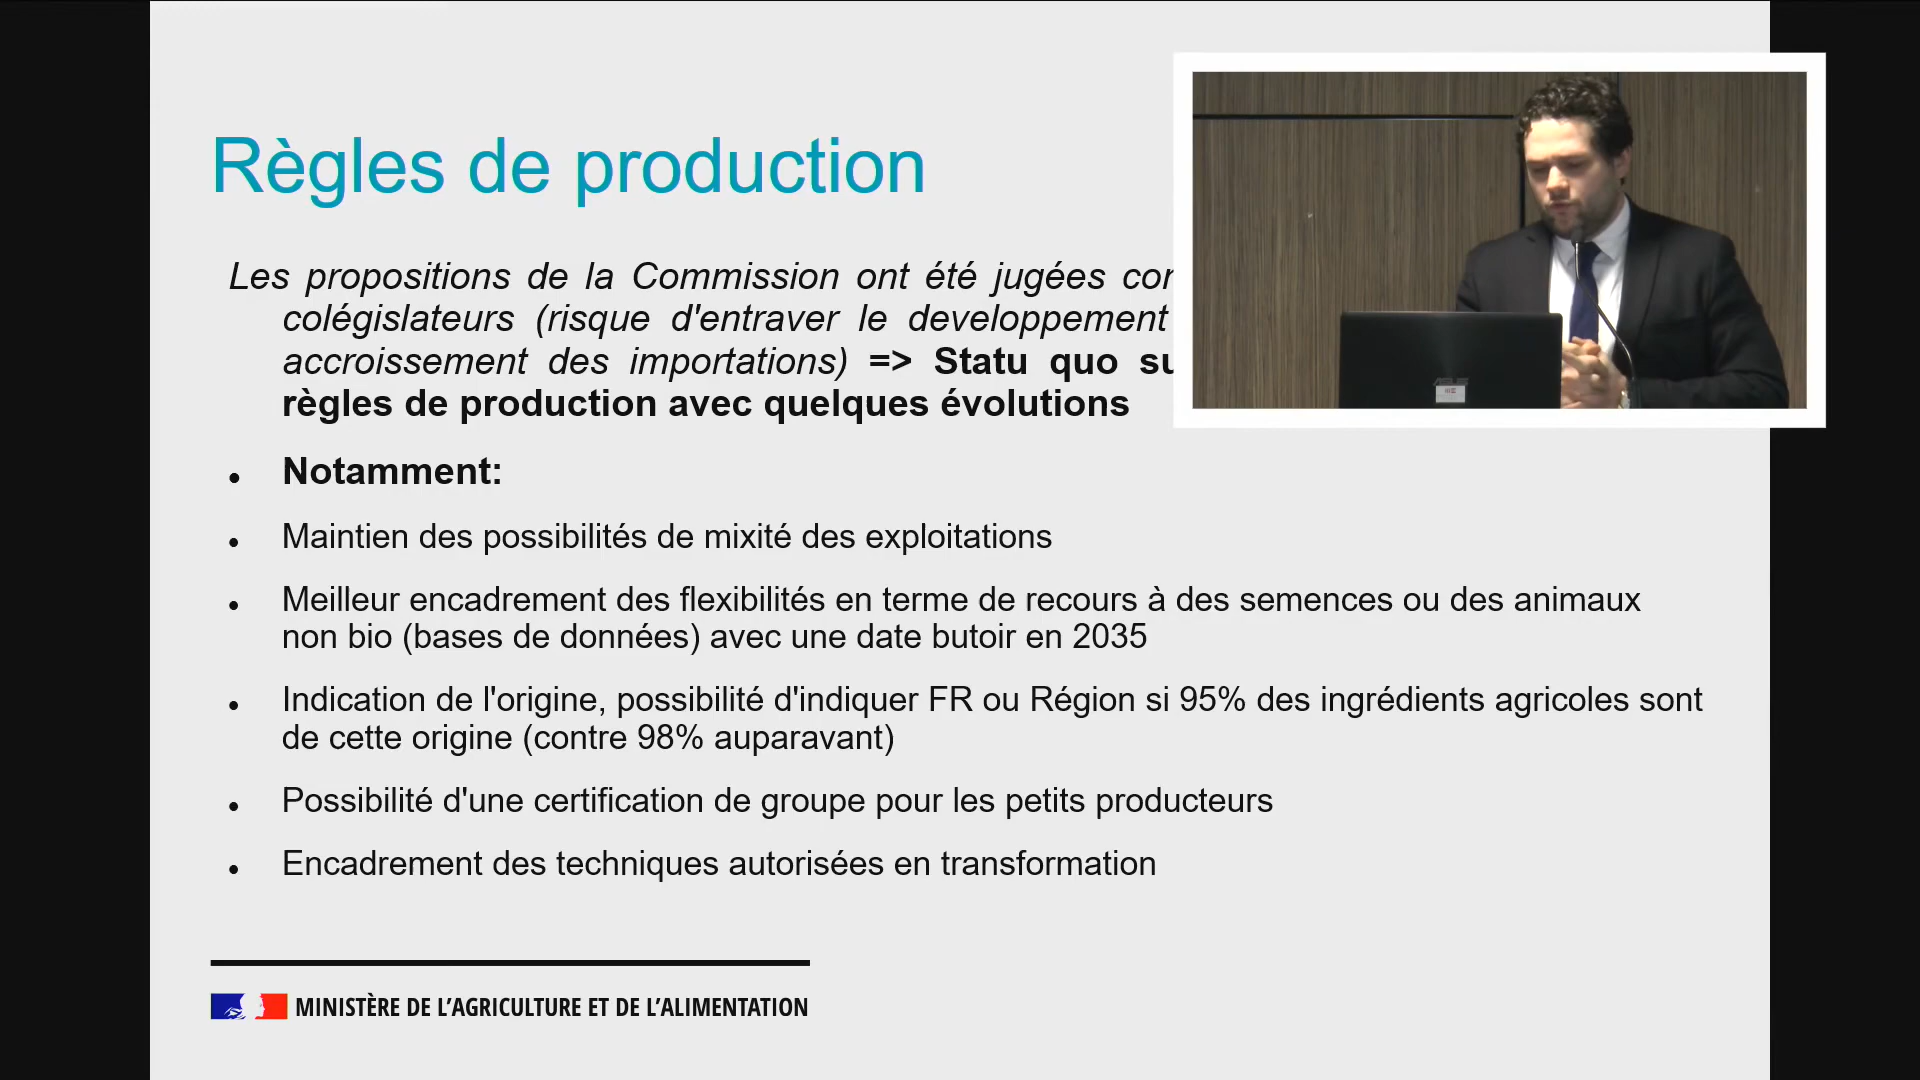 Règles de production
Les propositions de la Commission ont été jugées
colégislateurs (risque d'entraver le developpement
accroissement des importations) => Statu quo
règles de production avec quelques évolutions
• Notamment:
• Maintien des possibilités de mixité des exploitations
• Meilleur encadrement des flexibilités en terme de recours à des semences ou des animaux
non bio (bases de données) avec une date butoir en 2035
• Indication de l'origine, possibilité d'indiquer FR ou Région si 95% des ingrédients agricoles sont
de cette origine (contre 98% auparavant)
• Possibilité d'une certification de groupe pour les petits producteurs
• Encadrement des techniques autorisées en transformation
MINISTÈRE DE L'AGRICULTURE ET DE L'ALIMENTATION